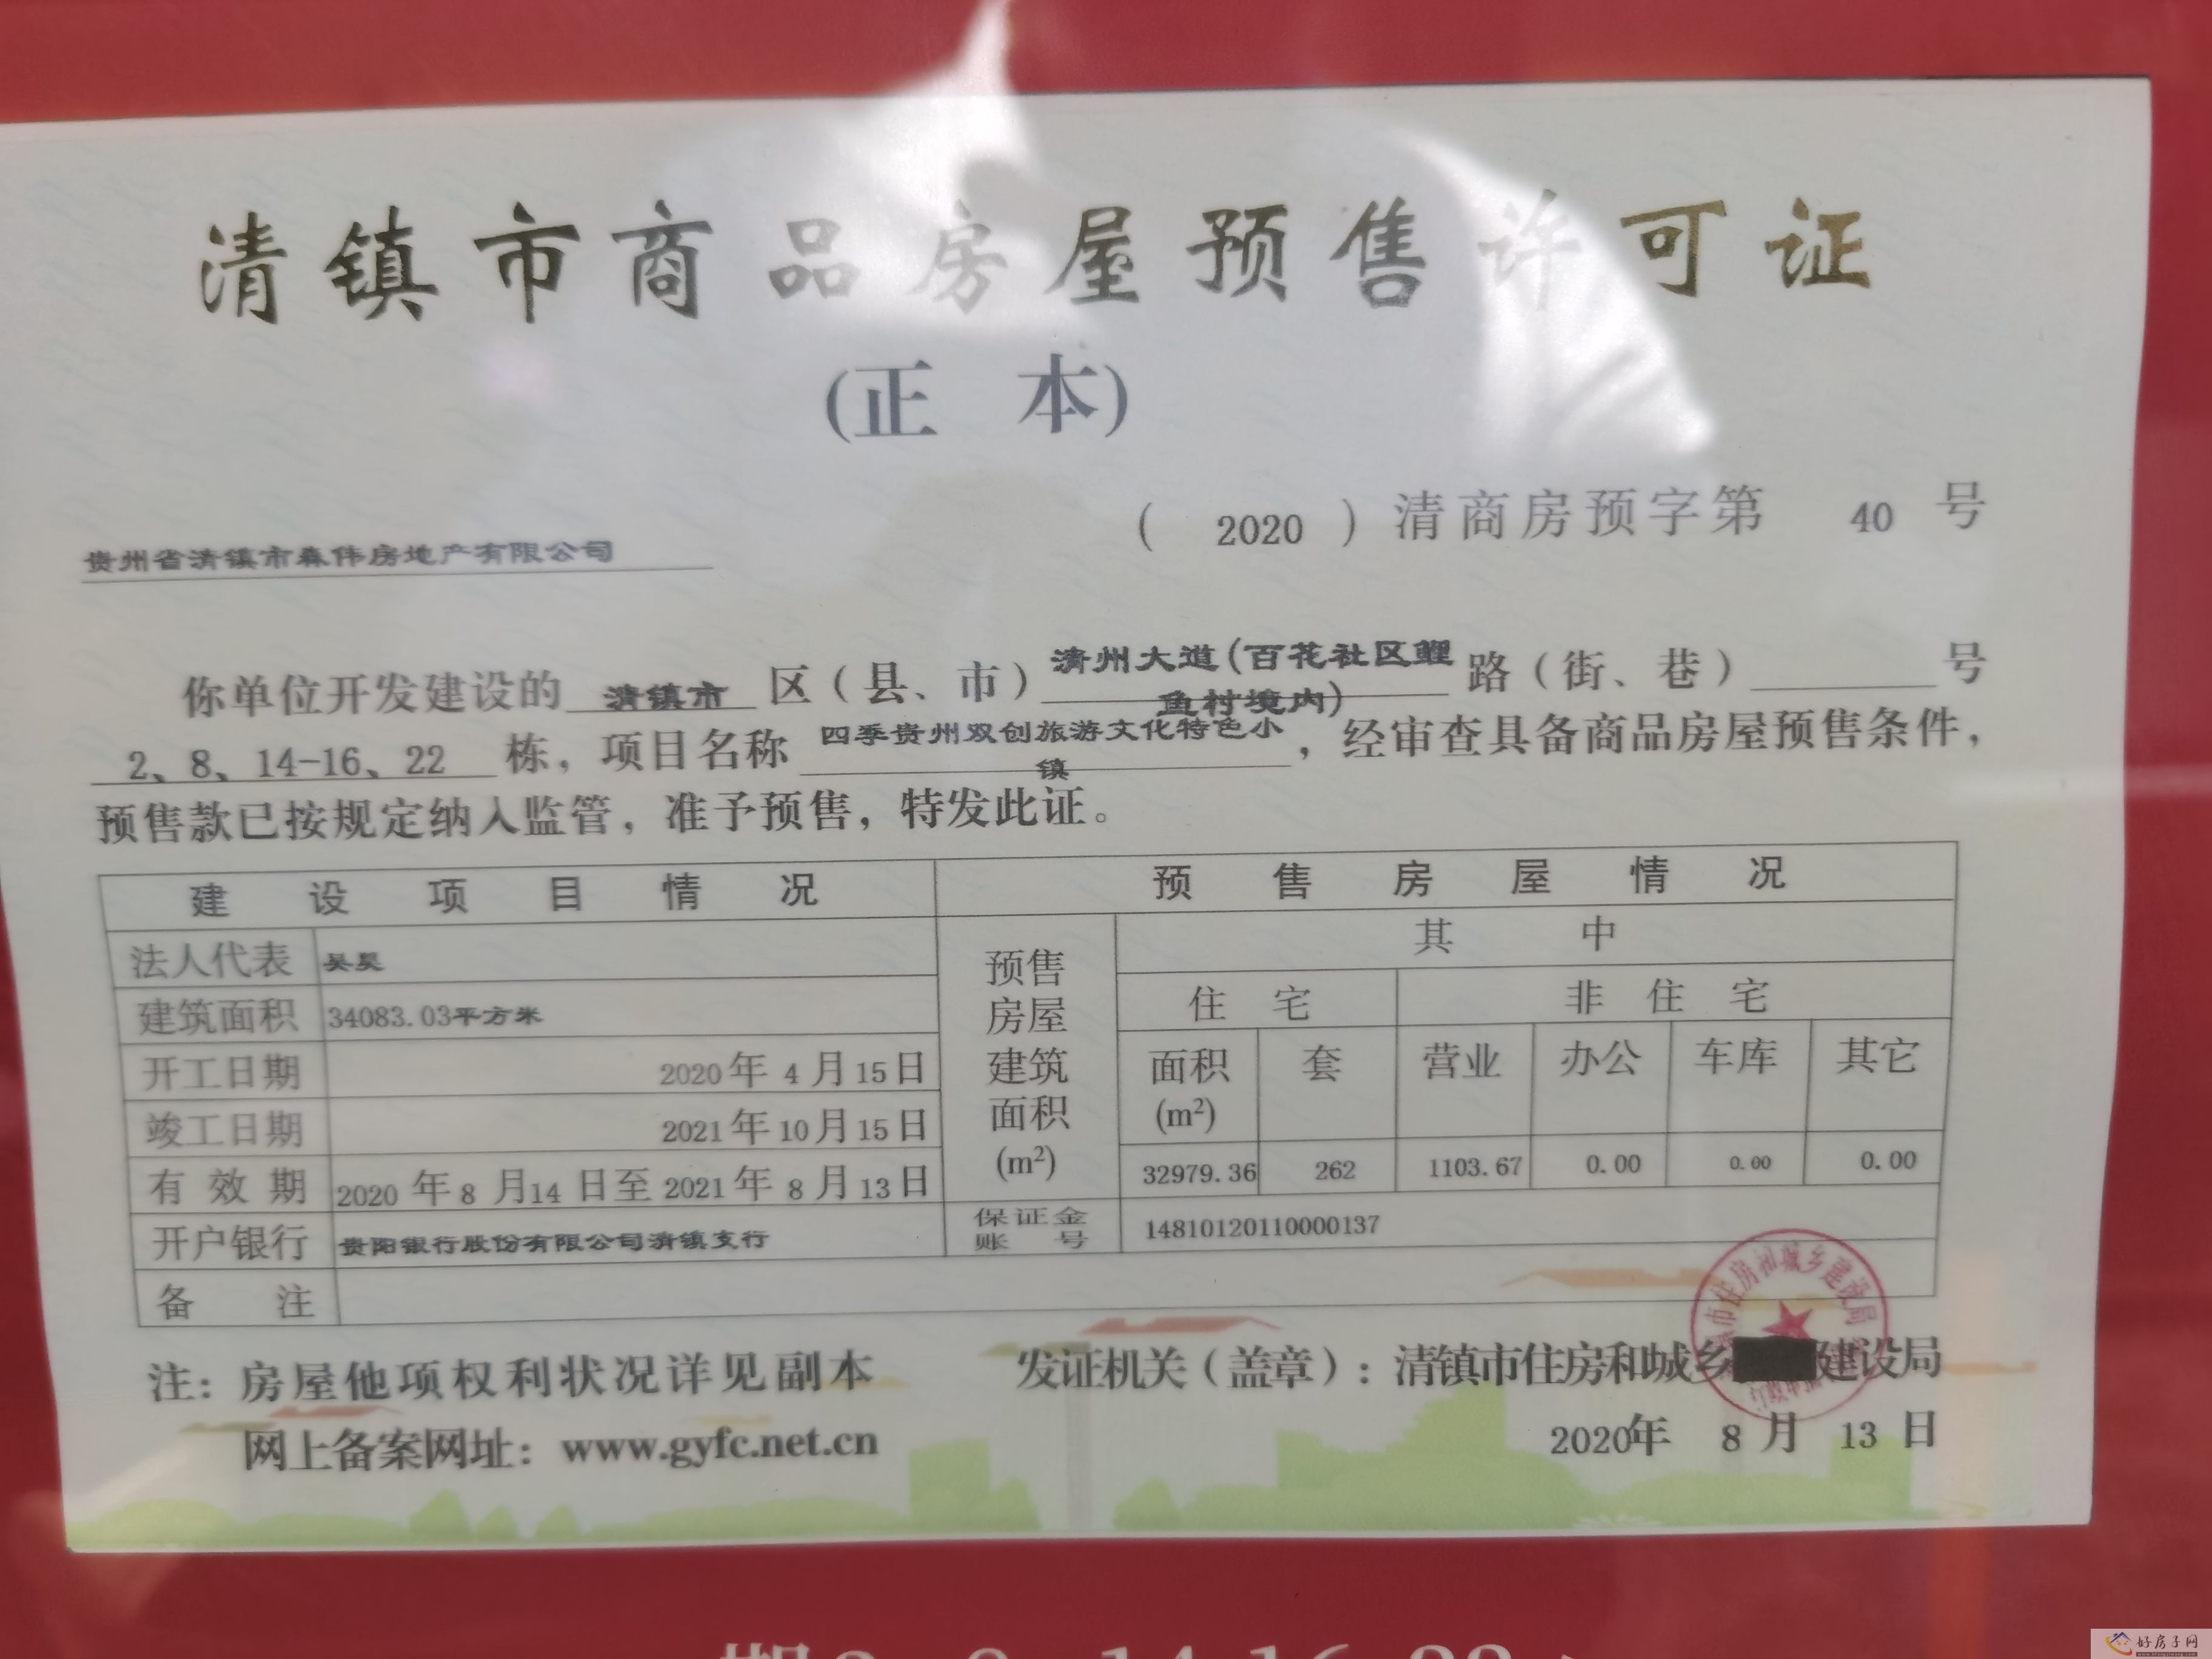 清镇市商品房屋预售许可证
(正 本)
( 2020 ) 清商房预字第 40 号
贵州省清镇市森伟房地产有限公司
你单位开发建设的 清镇市 区(县、市) 清州大道(百花社区鲤鱼村境内) 路(街、巷) 号
2、8、14-16、22 栋,项目名称 四季贵州双创旅游文化特色小镇 ,经审查具备商品房屋预售条件,
预售款已按规定纳入监管,准予预售,特发此证。
建设项目情况 预售房屋情况
法人代表 吴昊
建筑面积 34083.03平方米
开工日期 2020年 4 月15日
竣工日期 2021年10月15日
有效期 2020 年8 月14 日至 2021年 8 月13日
开户银行 贵阳银行股份有限公司清镇支行
备 注
预售房屋建筑面积(m²)
其 中
住 宅 非 住 宅
面积(m²) 套 营业 办公 车库 其它
32979.36 262 1103.67 0.00 0.00 0.00
保证金账 号 14810120110000137
注:房屋他项权利状况详见副本
发证机关(盖章):清镇市住房和城乡建设局
网上备案网址:www.gyfc.net.cn
2020年 8 月 13 日
市住房和城乡建设局
好房子网